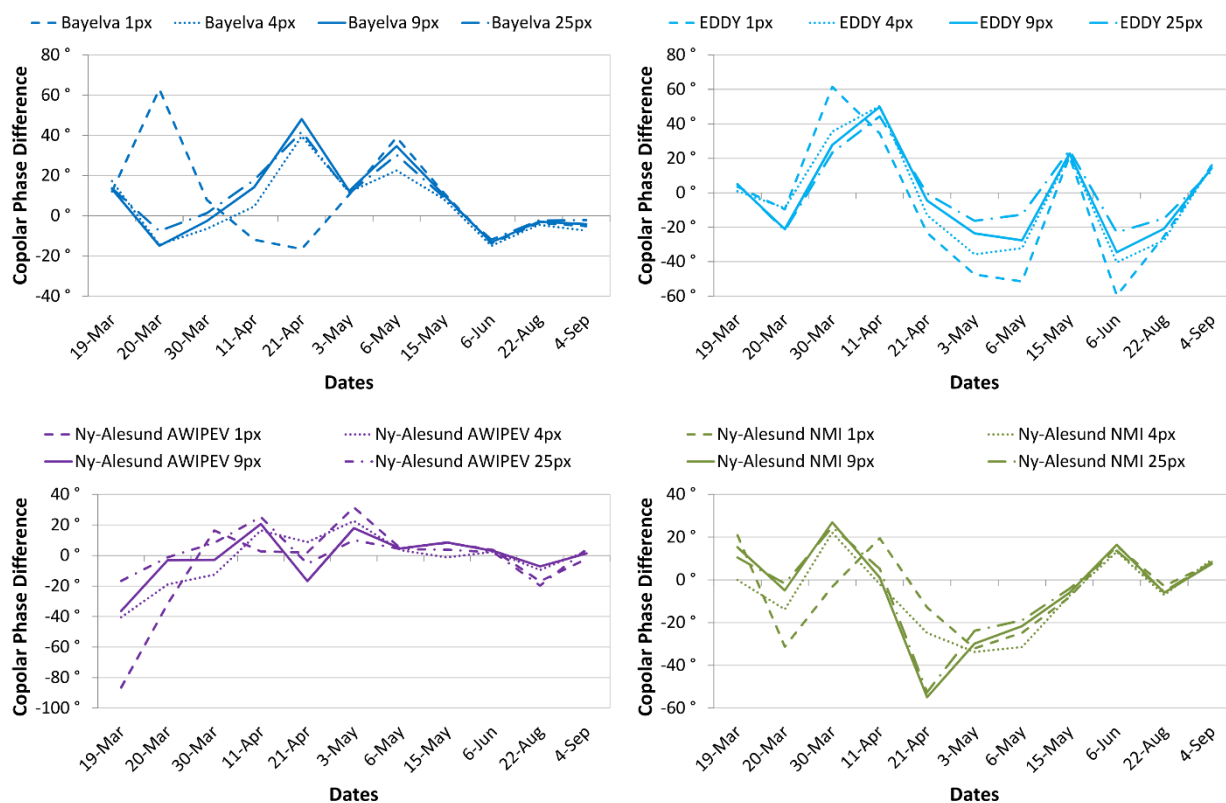 Bayelva 1px Bayelva 4px Bayelva 9px Bayelva 25px
80 °
60 °
40 °
20 °
0 °
-20 °
-40 °
Copolar Phase Difference
19-Mar 20-Mar 30-Mar 11-Apr 21-Apr 3-May 6-May 15-May 6-Jun 22-Aug 4-Sep
Dates
EDDY 1px EDDY 4px EDDY 9px EDDY 25px
80 °
60 °
40 °
20 °
0 °
-20 °
-40 °
-60 °
Copolar Phase Difference
19-Mar 20-Mar 30-Mar 11-Apr 21-Apr 3-May 6-May 15-May 6-Jun 22-Aug 4-Sep
Dates
Ny-Alesund AWIPEV 1px Ny-Alesund AWIPEV 4px
Ny-Alesund AWIPEV 9px Ny-Alesund AWIPEV 25px
40 °
20 °
0 °
-20 °
-40 °
-60 °
-80 °
-100 °
Copolar Phase Difference
19-Mar 20-Mar 30-Mar 11-Apr 21-Apr 3-May 6-May 15-May 6-Jun 22-Aug 4-Sep
Dates
Ny-Alesund NMI 1px Ny-Alesund NMI 4px
Ny-Alesund NMI 9px Ny-Alesund NMI 25px
40 °
20 °
0 °
-20 °
-40 °
-60 °
Copolar Phase Difference
19-Mar 20-Mar 30-Mar 11-Apr 21-Apr 3-May 6-May 15-May 6-Jun 22-Aug 4-Sep
Dates